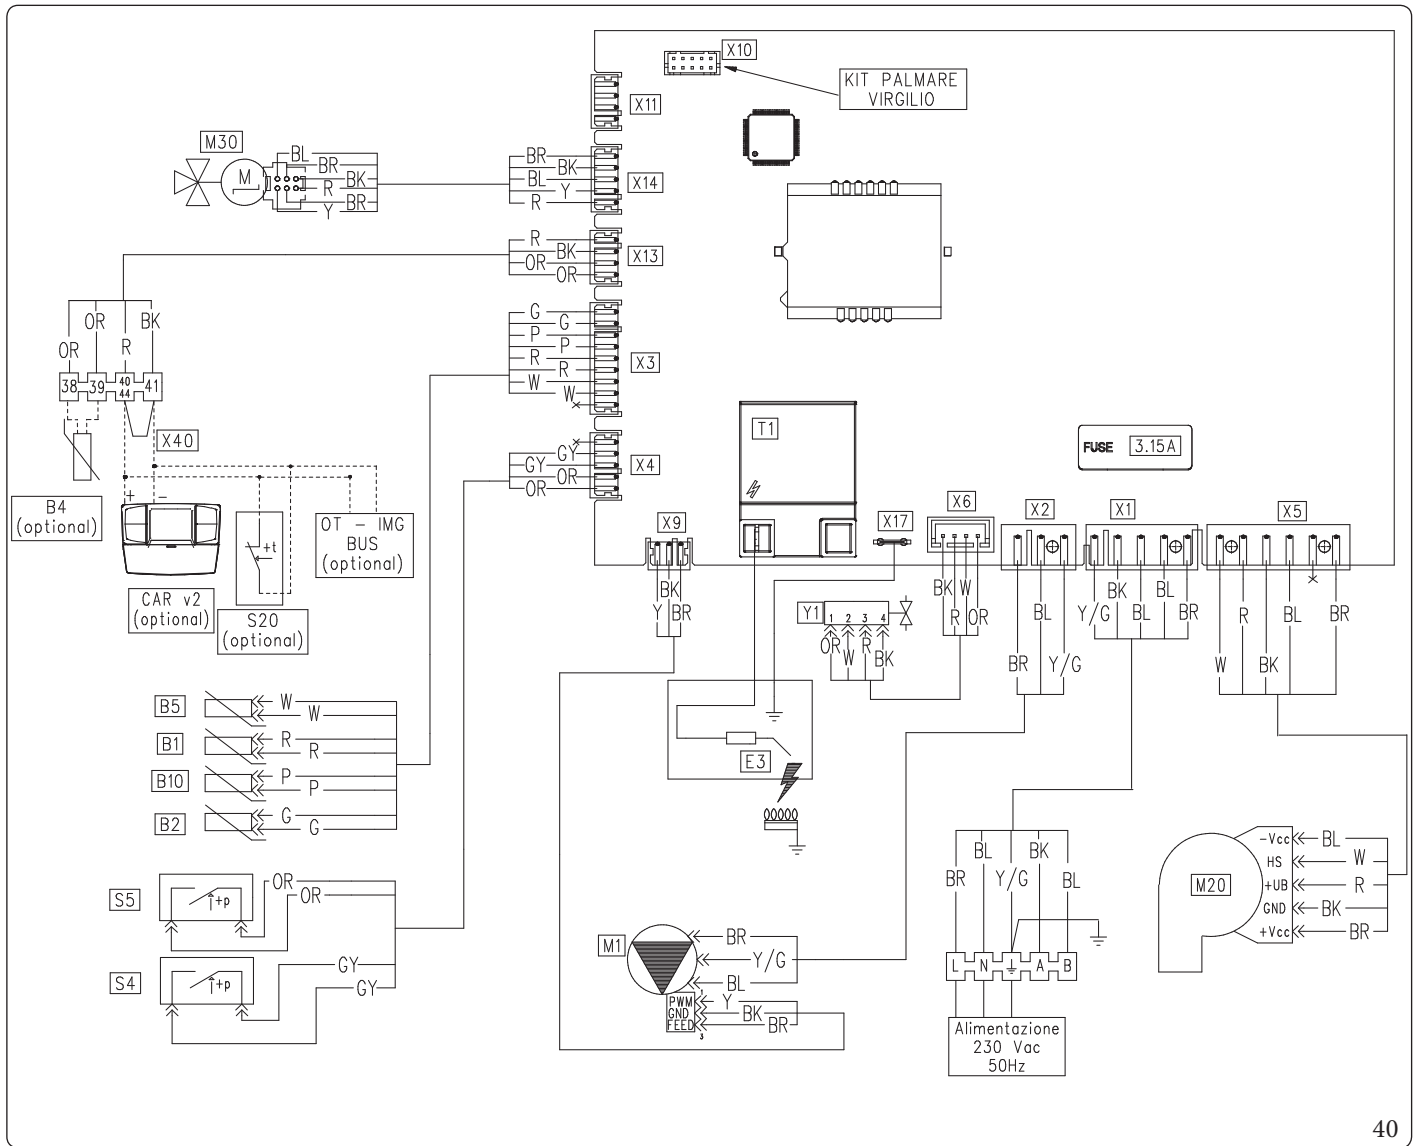 X10
KIT PALMARE
VIRGILIO
X11
M30
M
BL
BR
BK
R
BR
Y
BR
BK
BL
Y
R
X14
R
BK
OR
OR
X13
OR
OR
R
BK
38
39
40
44
41
X40
G
G
P
P
R
R
W
W
×
X3
×
GY
GY
OR
OR
X4
T1
FUSE
3.15A
B4
(optional)
+
−
CAR v2
(optional)
+t
S20
(optional)
OT – IMG
BUS
(optional)
X9
Y
BK
BR
X17
X6
BK
R
W
OR
Y1
1 2 3 4
OR
W
R
BK
X2
BR
BL
Y/G
X1
Y/G
BK
BL
BL
BR
X5
×
W
R
BK
BL
BR
E3
B5
W
W
B1
R
R
B10
P
P
B2
G
G
S5
+p
OR
OR
S4
+p
GY
GY
M1
BR
Y/G
BL
PWM
GND
FEED
1
3
Y
BK
BR
BR
BL
Y/G
BK
BL
L
N
A
B
Alimentazione
230 Vac
50Hz
M20
-Vcc
HS
+UB
GND
+Vcc
BL
W
R
BK
BR
40